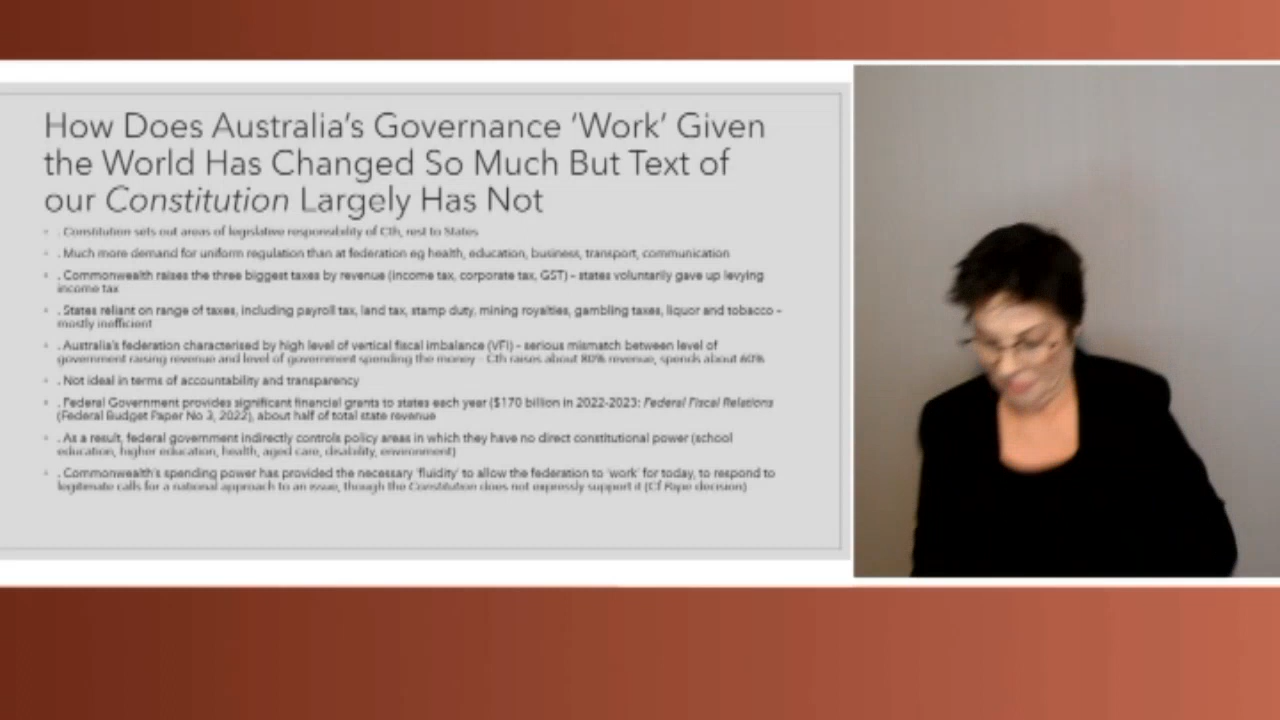 How Does Australia's Governance 'Work' Given
the World Has Changed So Much But Text of
our Constitution Largely Has Not
. Constitution sets out areas of legislative responsibility of Cth, rest to States
. Much more demand for uniform regulation than at federation eg health, education, business, transport, communication
. Commonwealth raises the three biggest taxes by revenue (income tax, corporate tax, GST) – states voluntarily gave up levying
income tax
. States reliant on range of taxes, including payroll tax, land tax, stamp duty, mining royalties, gambling taxes, liquor and tobacco –
mostly inefficient
. Australia's federation characterised by high level of vertical fiscal imbalance (VFI) – serious mismatch between level of
government raising revenue and level of government spending the money – Cth raises about 80% revenue, spends about 60%
. Not ideal in terms of accountability and transparency
. Federal Government provides significant financial grants to states each year ($170 billion in 2022-2023: Federal Fiscal Relations
(Federal Budget Paper No 3, 2022), about half of total state revenue
. As a result, federal government indirectly controls policy areas in which they have no direct constitutional power (school
education, higher education, health, aged care, disability, environment)
. Commonwealth's spending power has provided the necessary 'fluidity' to allow the federation to 'work' for today, to respond to
legitimate calls for a national approach to an issue, though the Constitution does not expressly support it (Cf Pape decision)